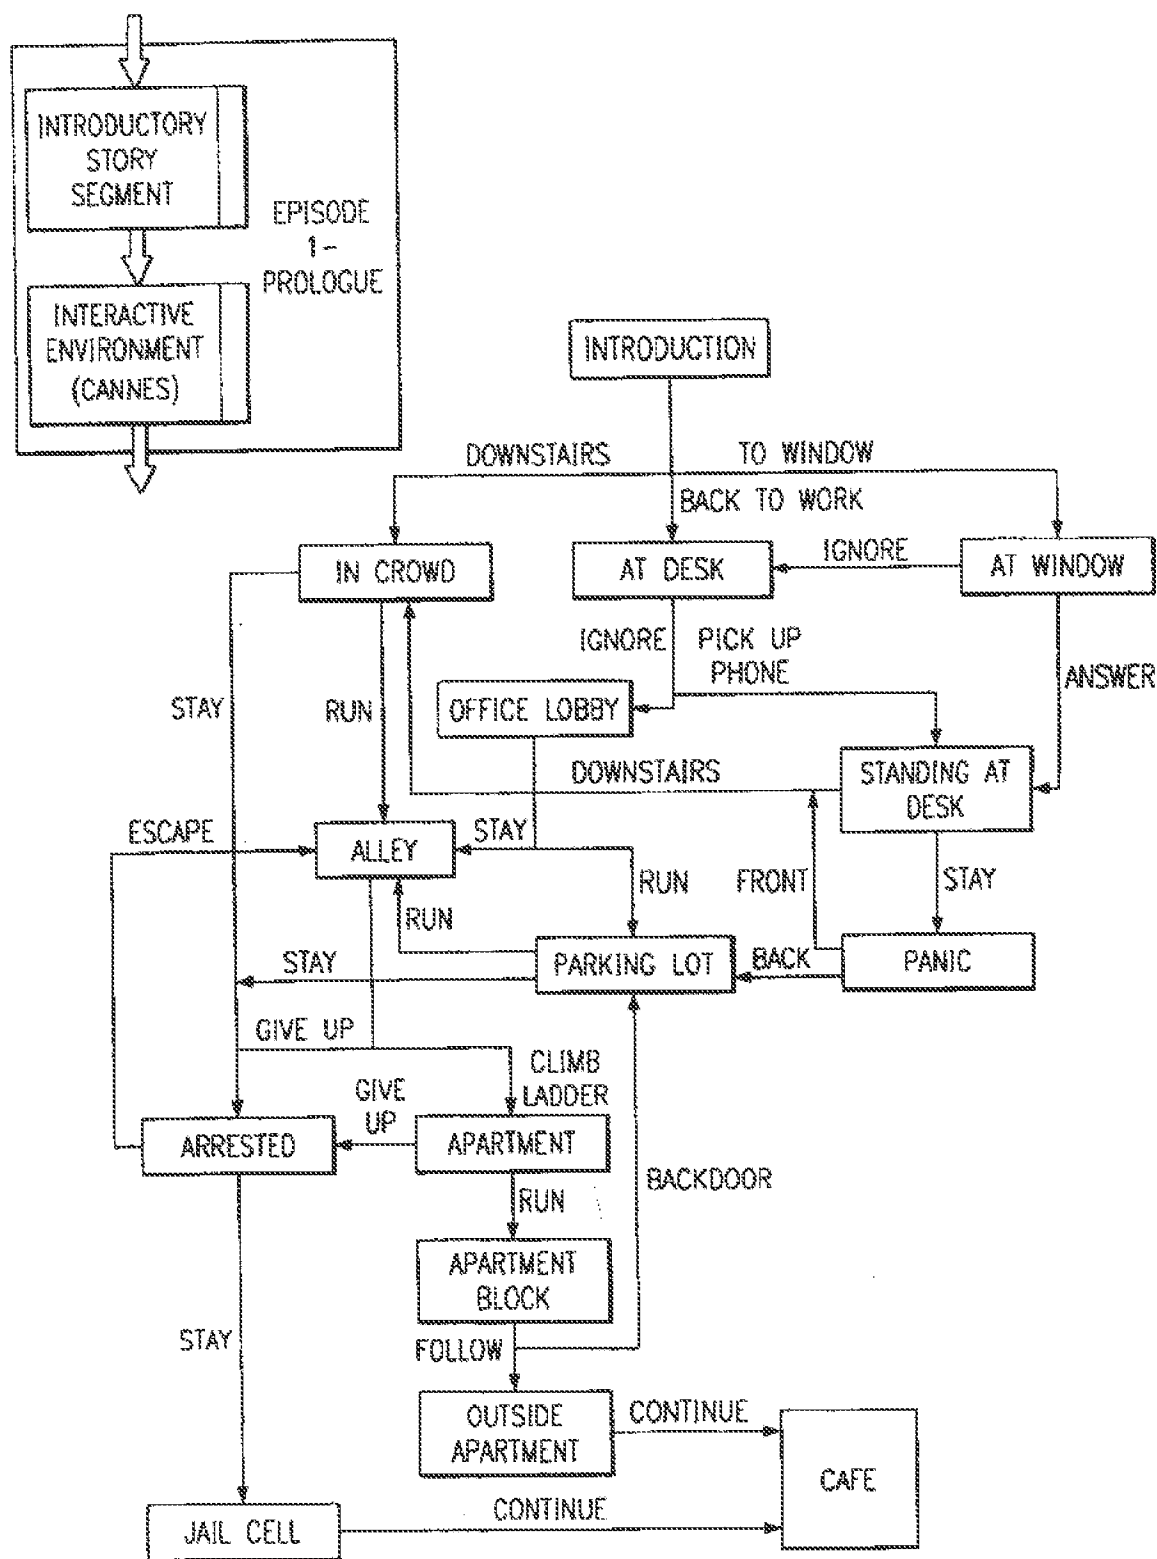 INTRODUCTORY
STORY
SEGMENT
EPISODE
1-
PROLOGUE
INTERACTIVE
ENVIRONMENT
(CANNES)
INTRODUCTION
DOWNSTAIRS
TO WINDOW
BACK TO WORK
IN CROWD
AT DESK
IGNORE
AT WINDOW
IGNORE
PICK UP
PHONE
ANSWER
STAY
RUN
OFFICE LOBBY
DOWNSTAIRS
STANDING AT
DESK
ESCAPE
ALLEY
STAY
RUN
FRONT
STAY
RUN
STAY
PARKING LOT
BACK
PANIC
GIVE UP
CLIMB
LADDER
GIVE
UP
ARRESTED
APARTMENT
BACKDOOR
RUN
APARTMENT
BLOCK
STAY
FOLLOW
OUTSIDE
APARTMENT
CONTINUE
CAFE
JAIL CELL
CONTINUE